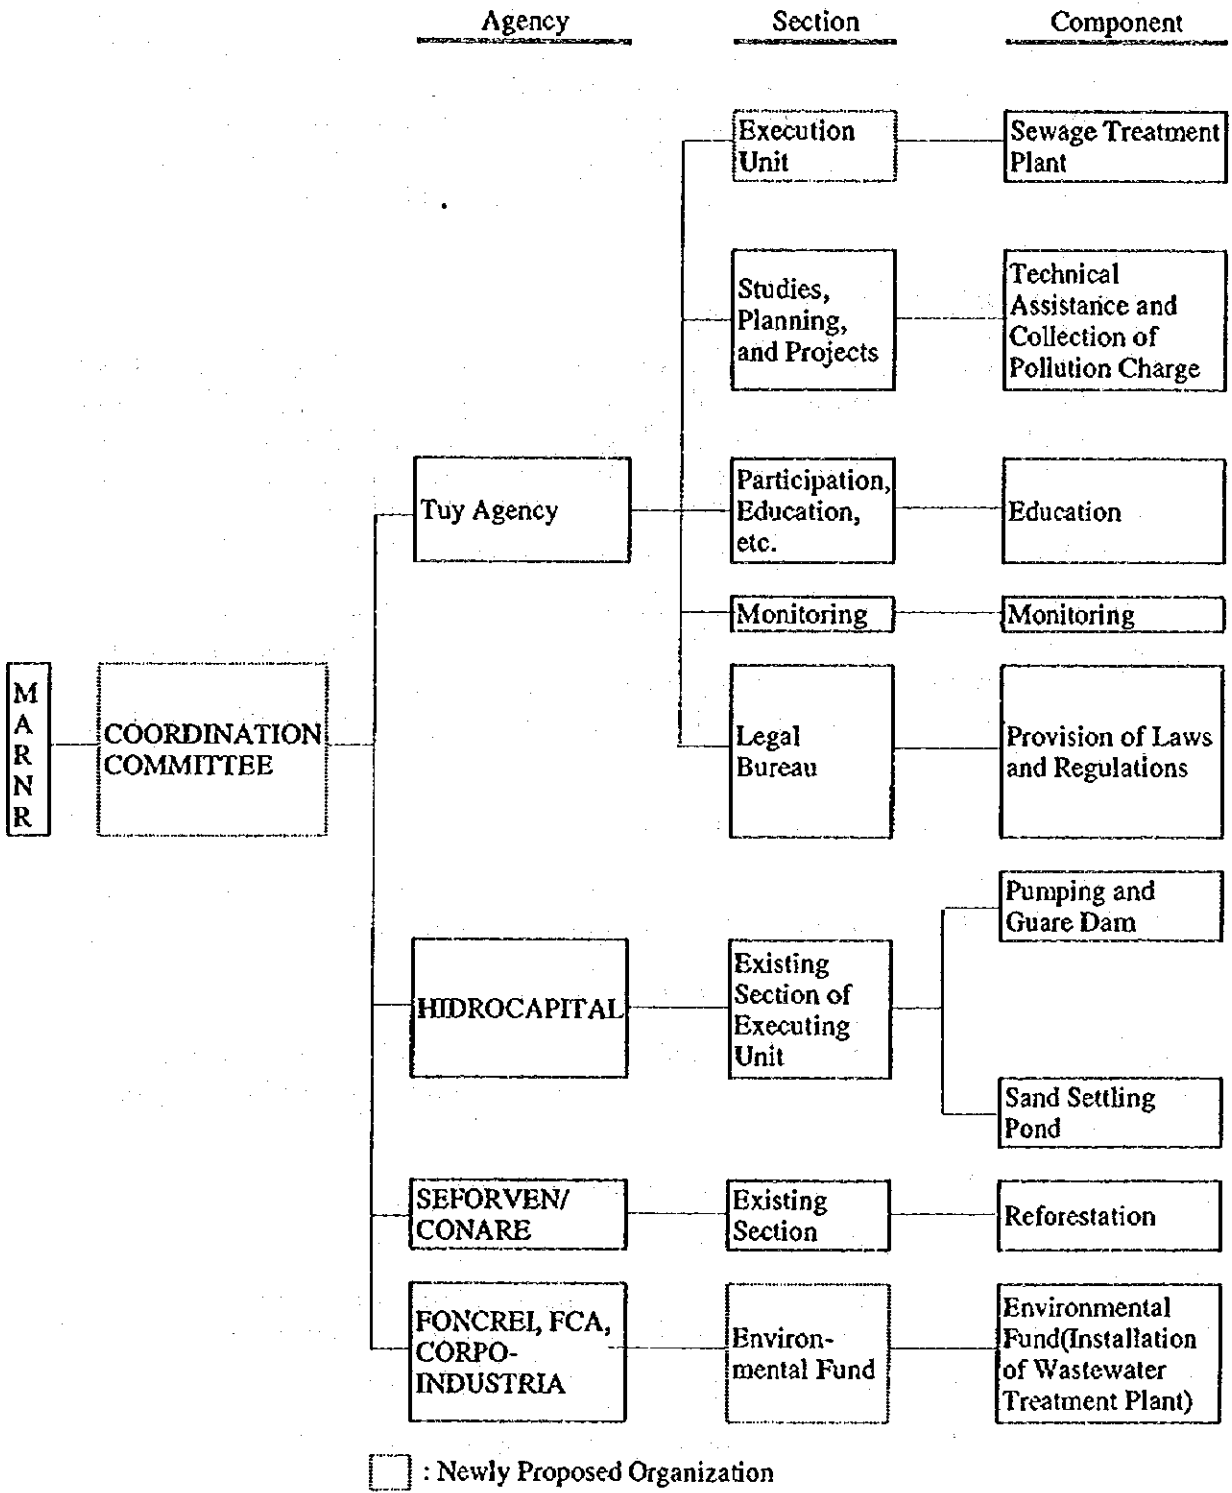 Agency
Section
Component
Execution
Unit
Sewage Treatment
Plant
Studies,
Planning,
and Projects
Technical
Assistance and
Collection of
Pollution Charge
Tuy Agency
Participation,
Education,
etc.
Education
Monitoring
Monitoring
M
A
R
N
R
COORDINATION
COMMITTEE
Legal
Bureau
Provision of Laws
and Regulations
HIDROCAPITAL
Existing
Section of
Executing
Unit
Pumping and
Guare Dam
Sand Settling
Pond
SEFORVEN/
CONARE
Existing
Section
Reforestation
FONCREI, FCA,
CORPO-
INDUSTRIA
Environ-
mental Fund
Environmental
Fund(Installation
of Wastewater
Treatment Plant)
: Newly Proposed Organization